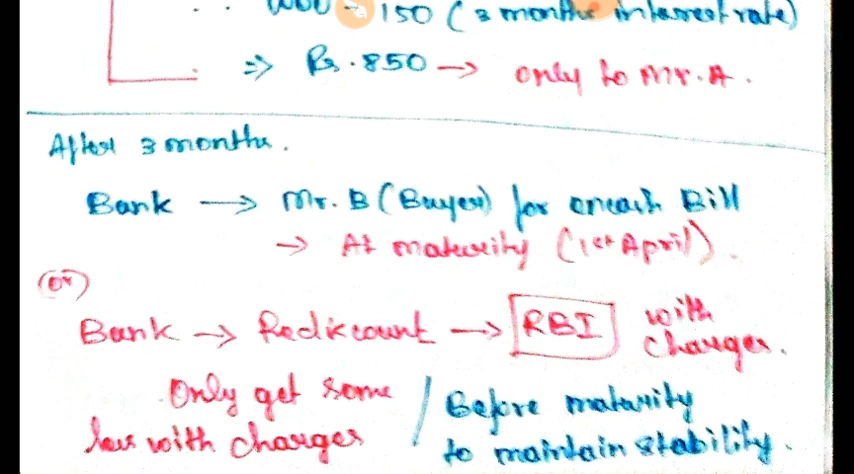 1000 - 150 (3 months interest rate)
⇒ Rs. 850 → only to Mr. A.
After 3 months.
Bank → Mr. B (Buyer) for encash Bill
→ At maturity (1st April).
(or)
Bank → Rediscount → RBI with charges.
Only get some less with charges / Before maturity to maintain stability.